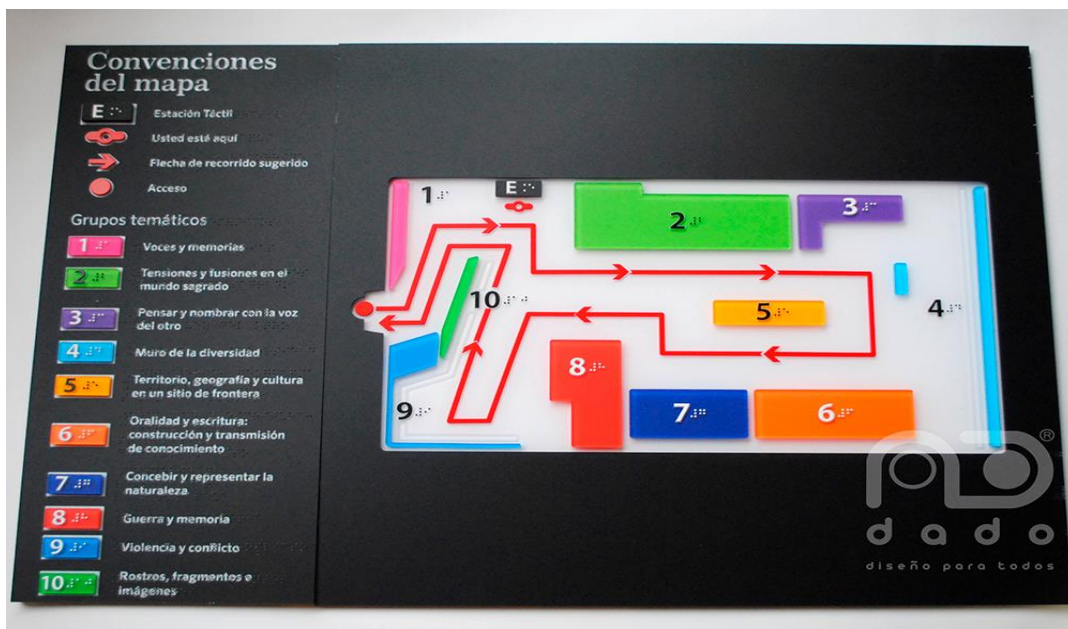 Convenciones
del mapa
E
Estación Táctil
Usted está aquí
Flecha de recorrido sugerido
Acceso
Grupos temáticos
1
Voces y memorias
2
Tensiones y fusiones en el
mundo sagrado
3
Pensar y nombrar con la voz
del otro
4
Muro de la diversidad
5
Territorio, geografía y cultura
en un sitio de frontera
6
Oralidad y escritura:
construcción y transmisión
de conocimiento
7
Concebir y representar la
naturaleza
8
Guerra y memoria
9
Violencia y conflicto
10
Rostros, fragmentos e
imágenes
1
E
2
3
4
5
10
8
9
7
6
®
dado
diseño para todos